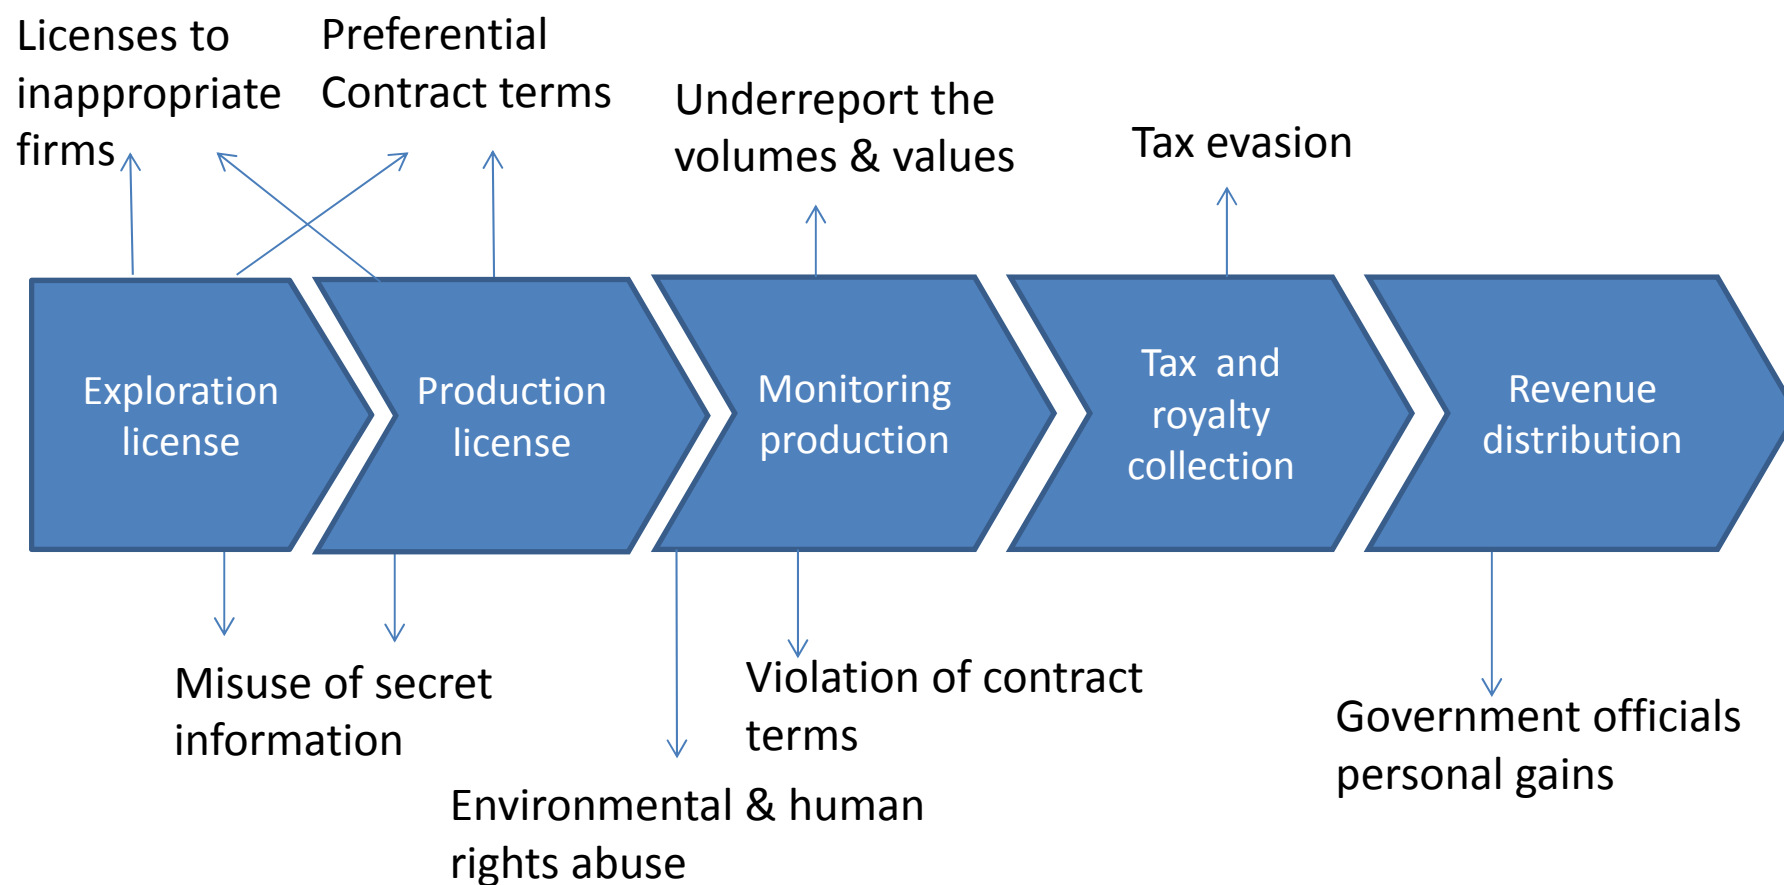 Licenses to
inappropriate
firms
Preferential
Contract terms
Underreport the
volumes & values
Tax evasion
Exploration
license
Production
license
Monitoring
production
Tax and
royalty
collection
Revenue
distribution
Misuse of secret
information
Violation of contract
terms
Environmental & human
rights abuse
Government officials
personal gains